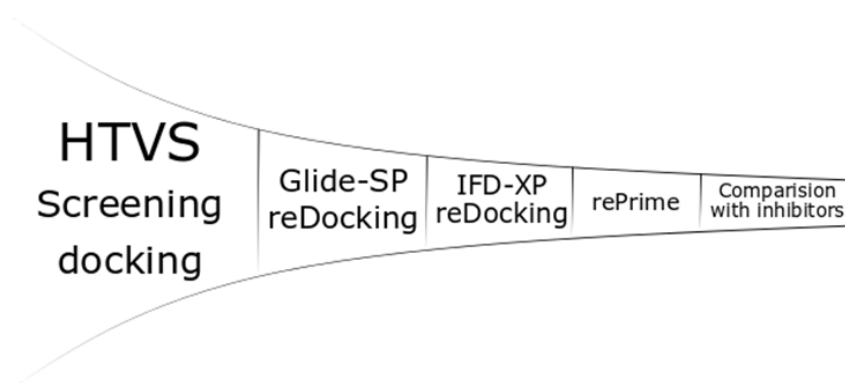 HTVS
Screening
docking
Glide-SP
reDocking
IFD-XP
reDocking
rePrime
Comparision
with inhibitors